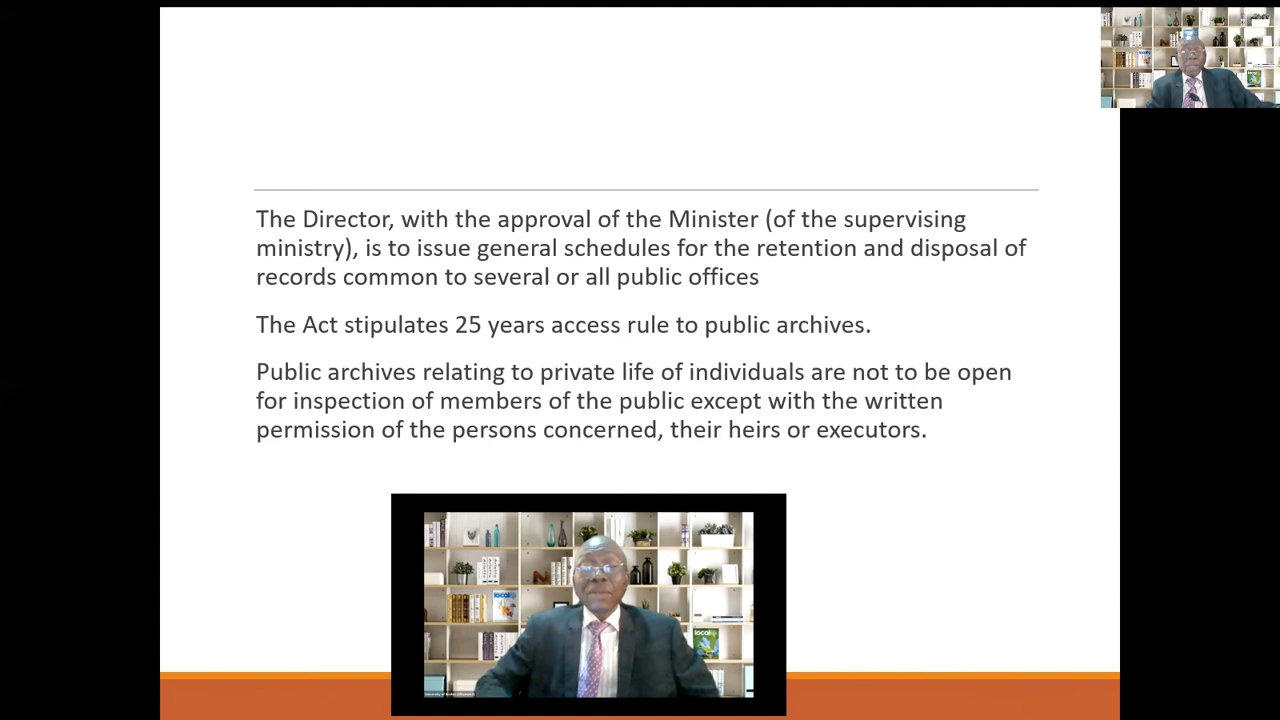 The Director, with the approval of the Minister (of the supervising
ministry), is to issue general schedules for the retention and disposal of
records common to several or all public offices
The Act stipulates 25 years access rule to public archives.
Public archives relating to private life of individuals are not to be open
for inspection of members of the public except with the written
permission of the persons concerned, their heirs or executors.
local
local